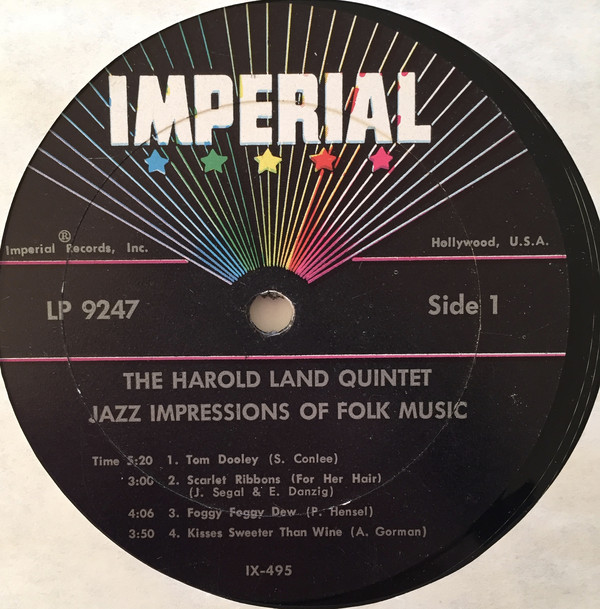 IMPERIAL
®
Imperial Records, Inc.
Hollywood, U.S.A.
LP 9247
Side 1
THE HAROLD LAND QUINTET
JAZZ IMPRESSIONS OF FOLK MUSIC
Time 5:20 1. Tom Dooley (S. Conlee)
3:00 2. Scarlet Ribbons (For Her Hair)
(J. Segal & E. Danzig)
4:06 3. Foggy Foggy Dew (P. Hensel)
3:50 4. Kisses Sweeter Than Wine (A. Gorman)
IX-495